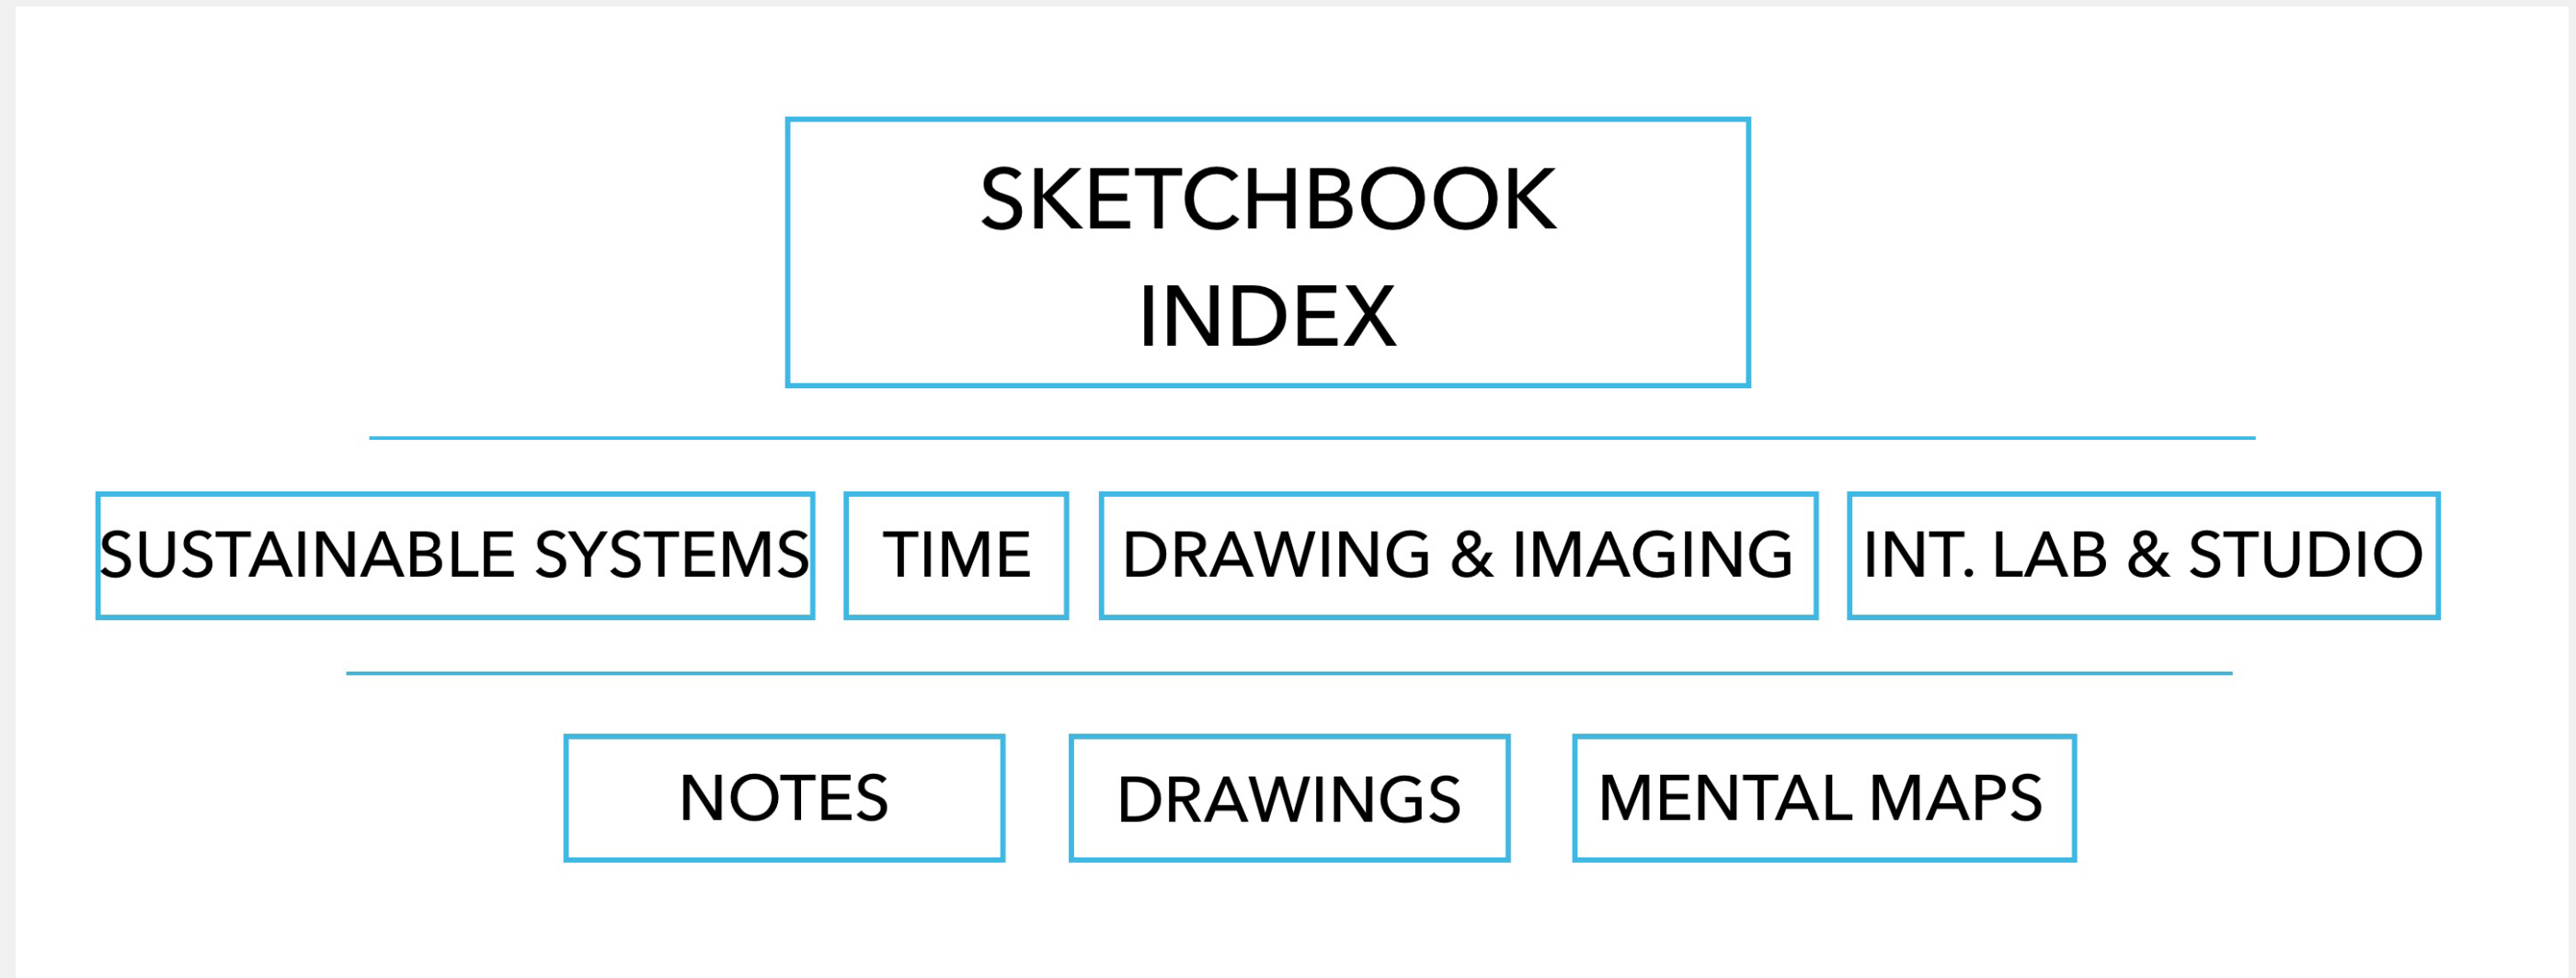 SKETCHBOOK
INDEX
SUSTAINABLE SYSTEMS
TIME
DRAWING & IMAGING
INT. LAB & STUDIO
NOTES
DRAWINGS
MENTAL MAPS